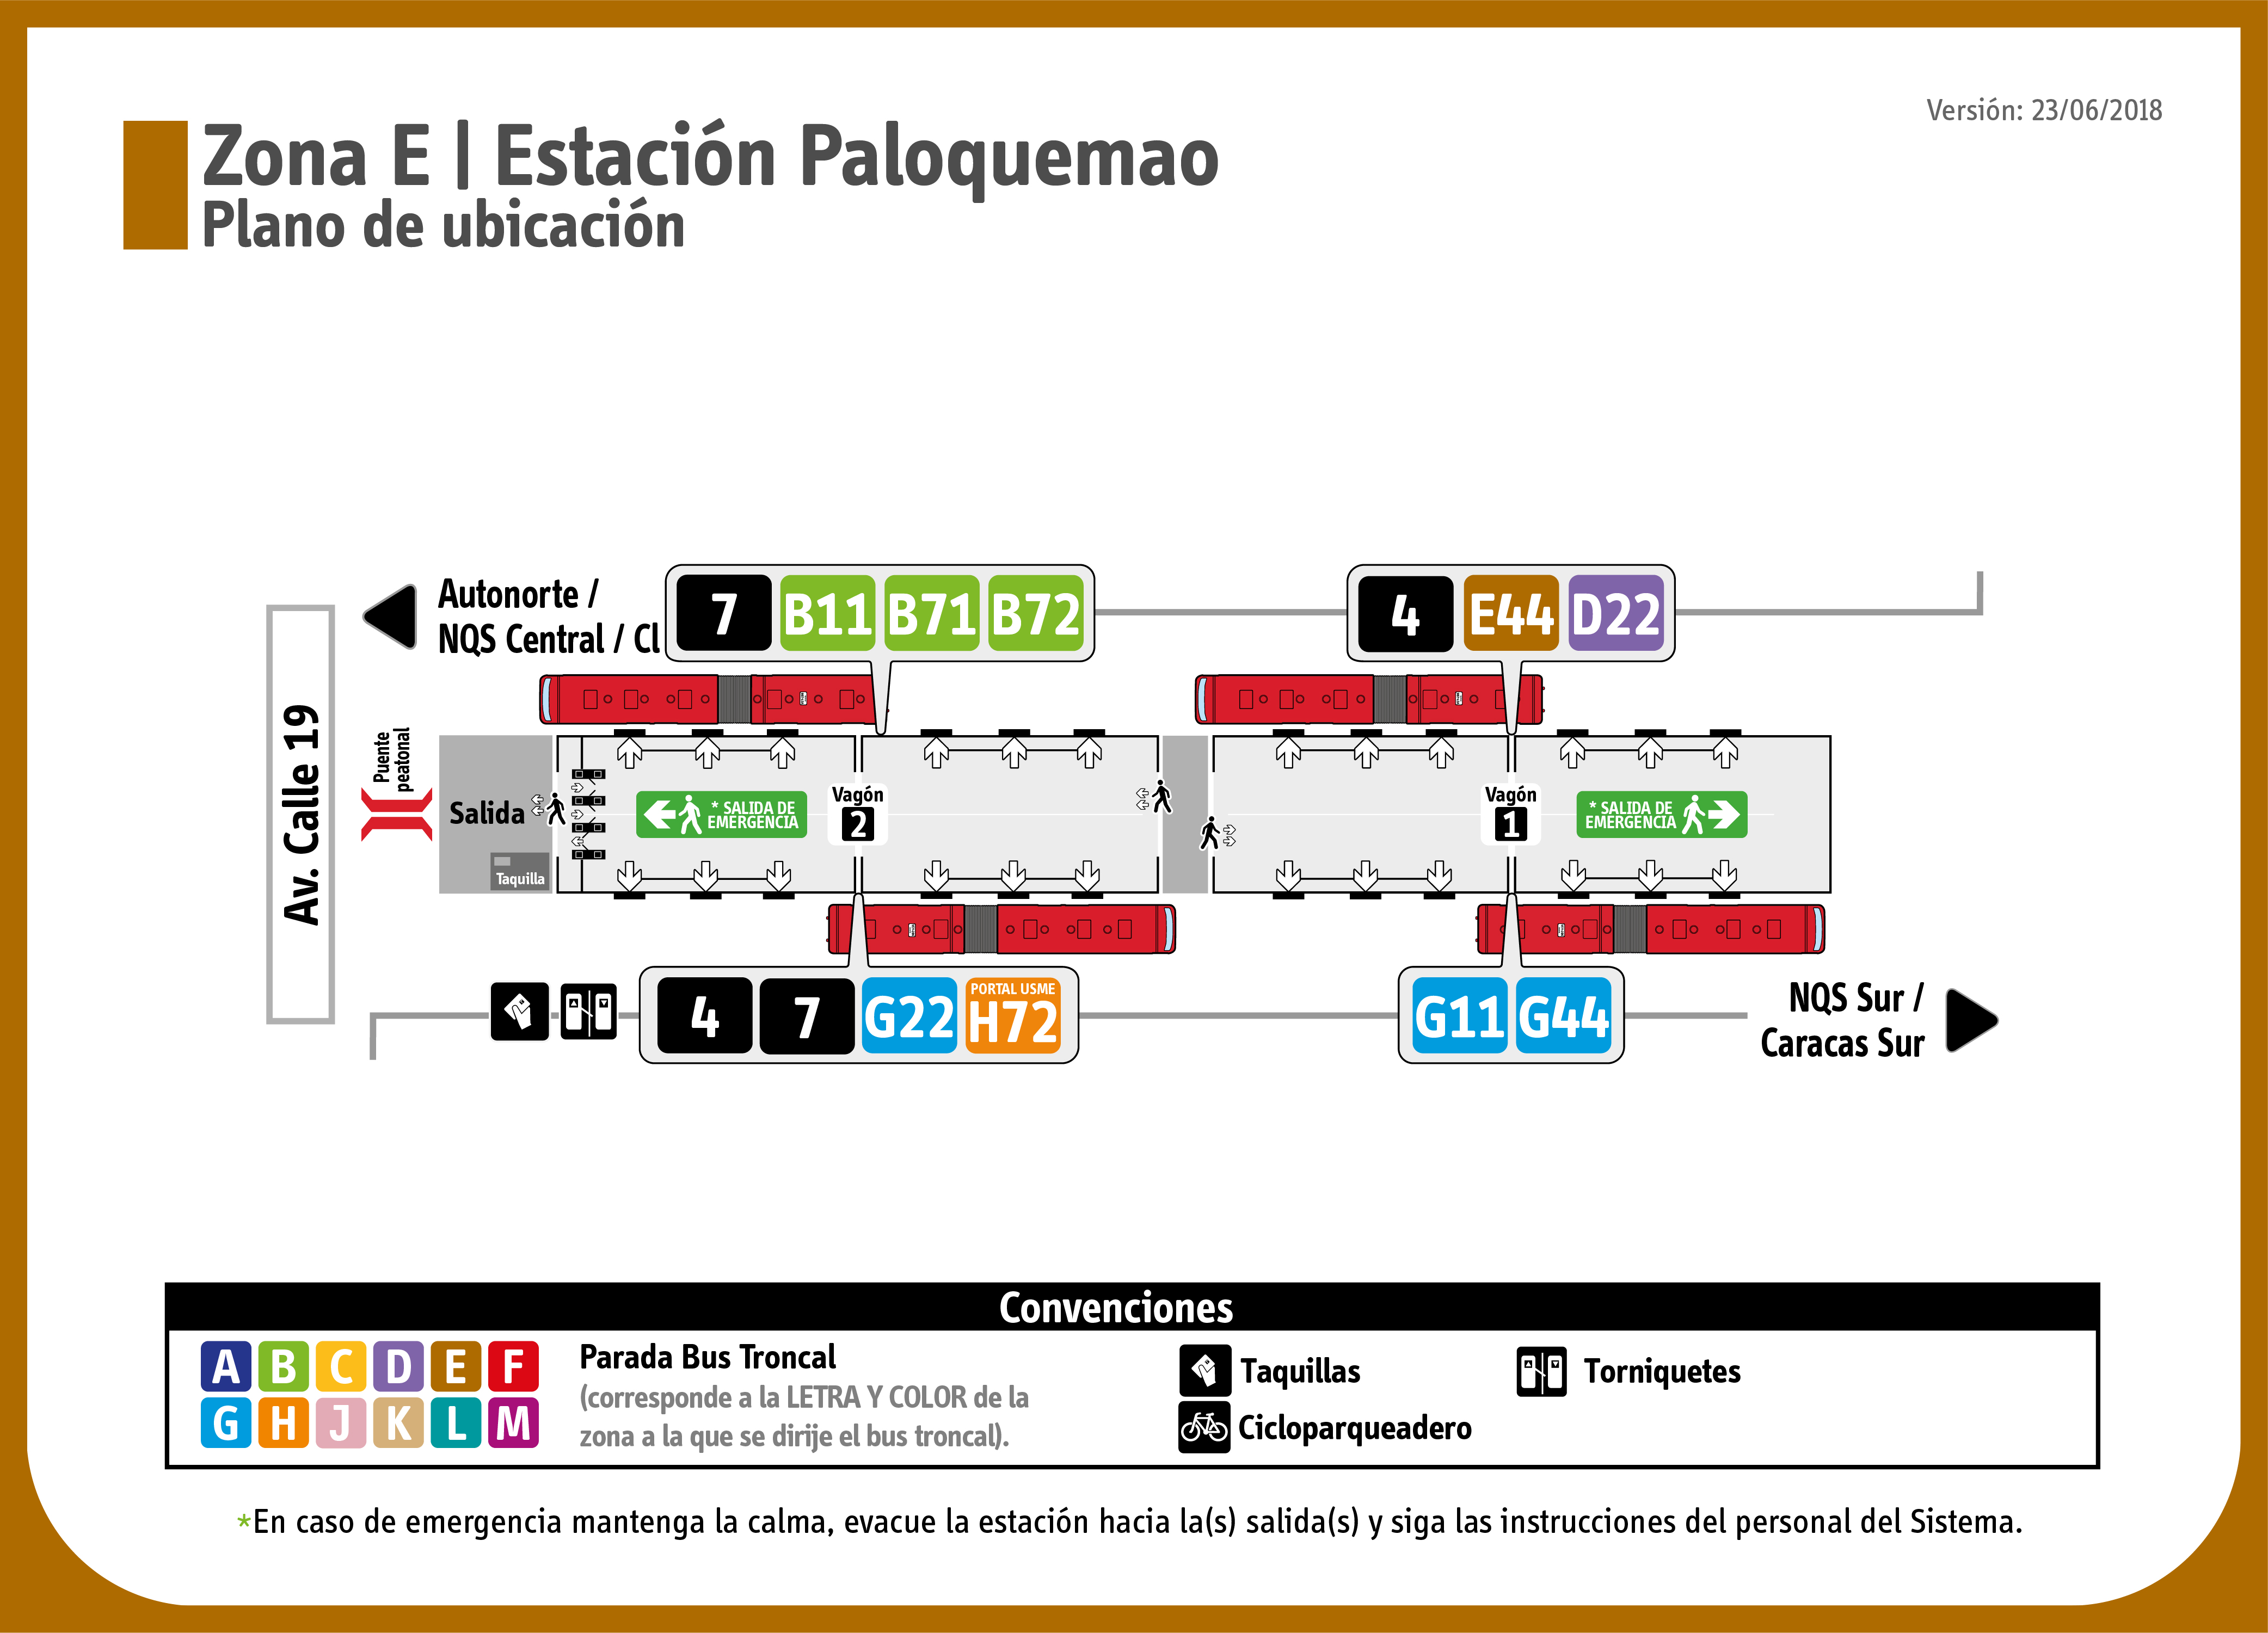 Versión: 23/06/2018
Zona E | Estación Paloquemao
Plano de ubicación
Autonorte /
NQS Central / Cl
7 B11 B71 B72
4 E44 D22
Av. Calle 19
Puente
peatonal
Salida
Taquilla
* SALIDA DE
EMERGENCIA
Vagón
2
Vagón
1
* SALIDA DE
EMERGENCIA
4 7 G22 PORTAL USME H72
G11 G44
NQS Sur /
Caracas Sur
Convenciones
A B C D E F
G H J K L M
Parada Bus Troncal
(corresponde a la LETRA Y COLOR de la
zona a la que se dirije el bus troncal).
Taquillas
Torniquetes
Cicloparqueadero
*En caso de emergencia mantenga la calma, evacue la estación hacia la(s) salida(s) y siga las instrucciones del personal del Sistema.